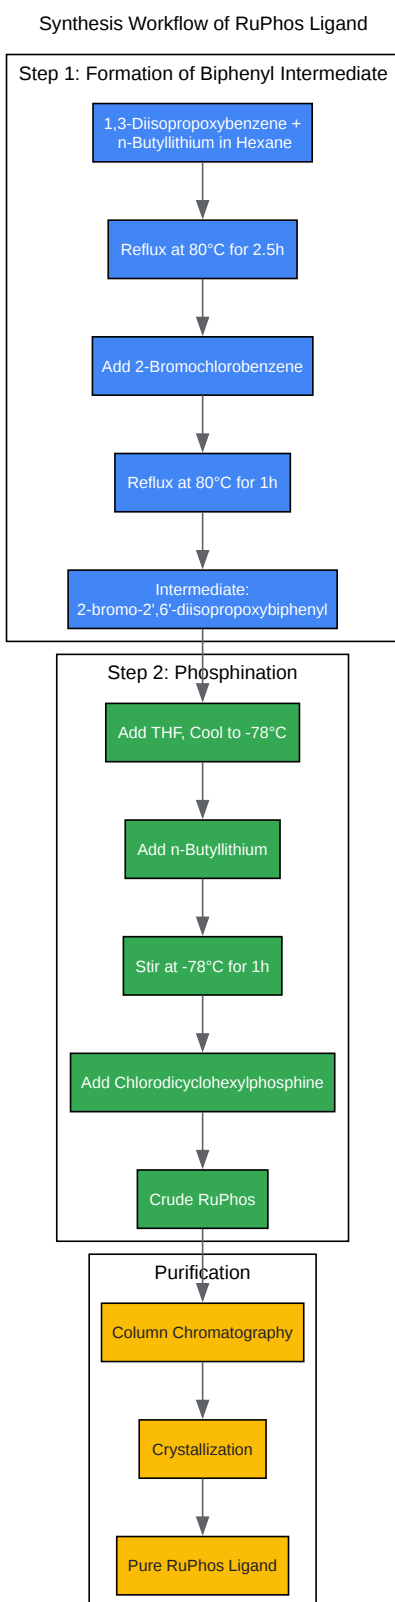 Synthesis Workflow of RuPhos Ligand
Step 1: Formation of Biphenyl Intermediate
1,3-Diisopropoxybenzene +
n-Butyllithium in Hexane
Reflux at 80°C for 2.5h
Add 2-Bromochlorobenzene
Reflux at 80°C for 1h
Intermediate:
2-bromo-2',6'-diisopropoxybiphenyl
Step 2: Phosphination
Add THF, Cool to -78°C
Add n-Butyllithium
Stir at -78°C for 1h
Add Chlorodicyclohexylphosphine
Crude RuPhos
Purification
Column Chromatography
Crystallization
Pure RuPhos Ligand